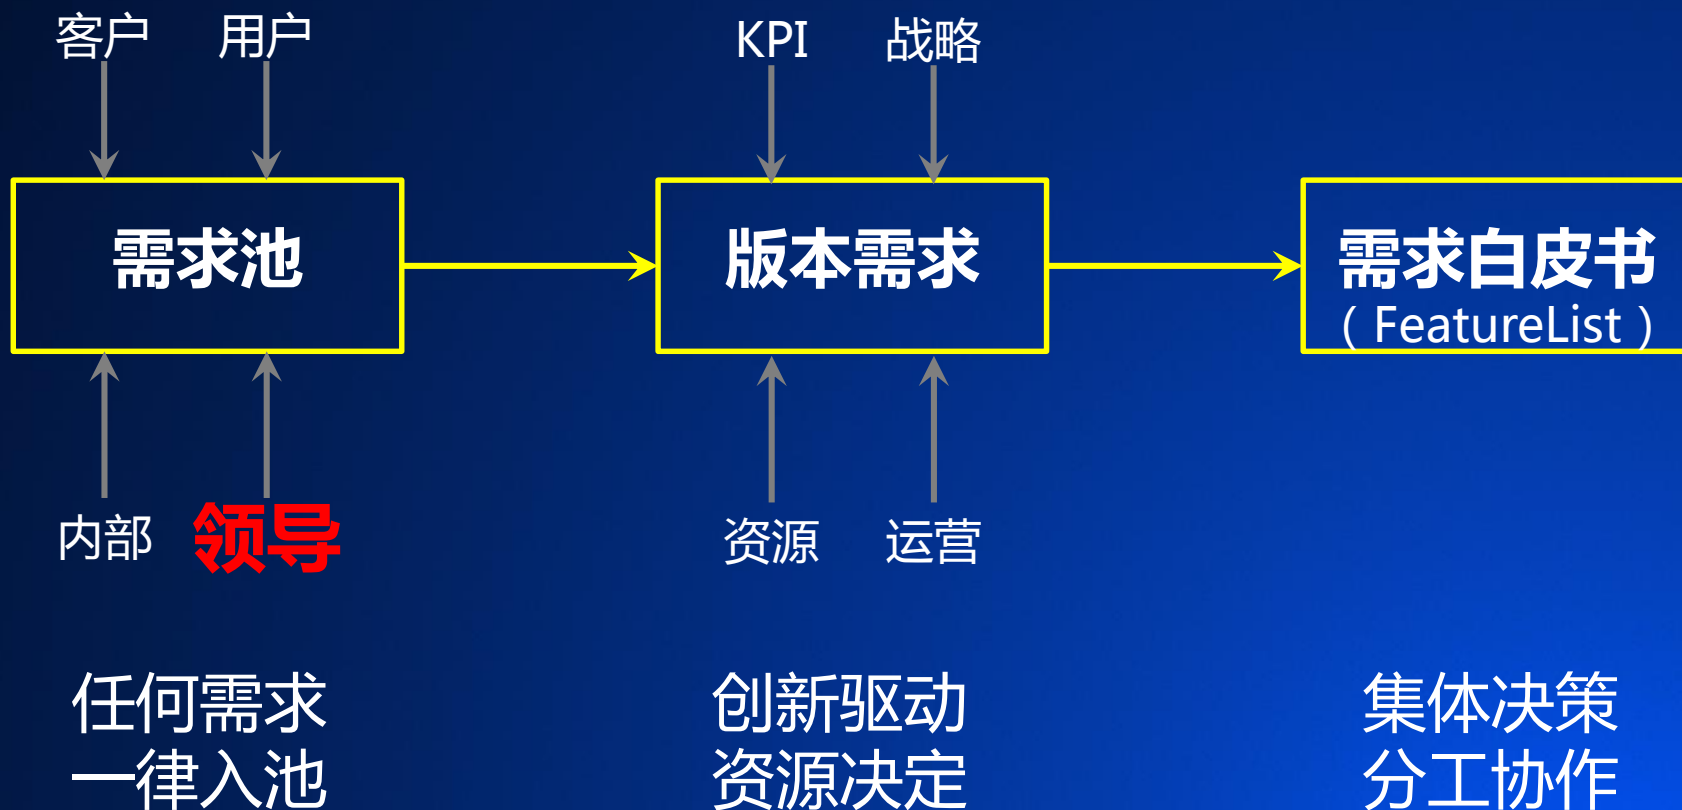 客户
用户
KPI
战略
需求池
版本需求
需求白皮书
（FeatureList）
内部
领导
资源
运营
任何需求
一律入池
创新驱动
资源决定
集体决策
分工协作